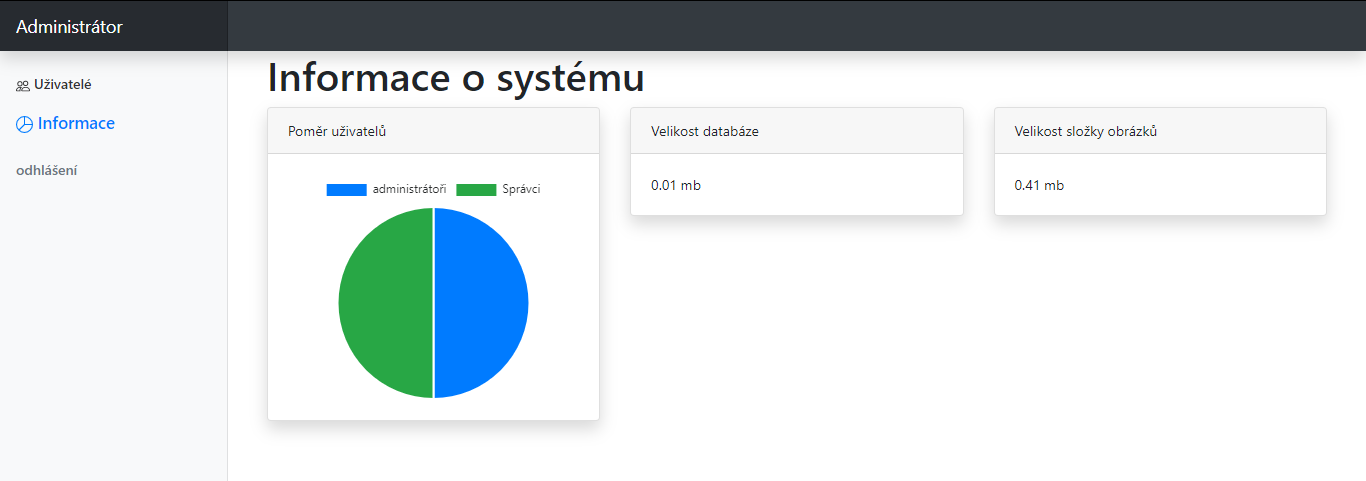 Administrátor
Uživatelé
Informace
odhlášení
Informace o systému
Poměr uživatelů
administrátoři
Správci
Velikost databáze
0.01 mb
Velikost složky obrázků
0.41 mb